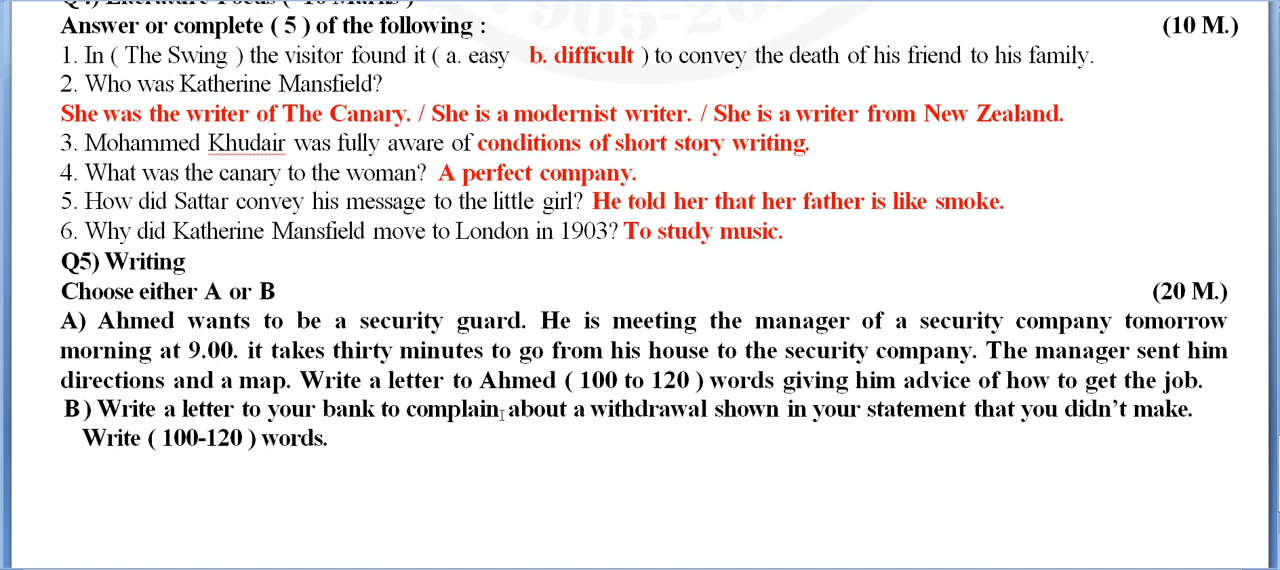 Answer or complete ( 5 ) of the following : (10 M.)
1. In ( The Swing ) the visitor found it ( a. easy b. difficult ) to convey the death of his friend to his family.
2. Who was Katherine Mansfield?
She was the writer of The Canary. / She is a modernist writer. / She is a writer from New Zealand.
3. Mohammed Khudair was fully aware of conditions of short story writing.
4. What was the canary to the woman? A perfect company.
5. How did Sattar convey his message to the little girl? He told her that her father is like smoke.
6. Why did Katherine Mansfield move to London in 1903? To study music.
Q5) Writing
Choose either A or B (20 M.)
A) Ahmed wants to be a security guard. He is meeting the manager of a security company tomorrow
morning at 9.00. it takes thirty minutes to go from his house to the security company. The manager sent him
directions and a map. Write a letter to Ahmed ( 100 to 120 ) words giving him advice of how to get the job.
B) Write a letter to your bank to complain about a withdrawal shown in your statement that you didn't make.
Write ( 100-120 ) words.